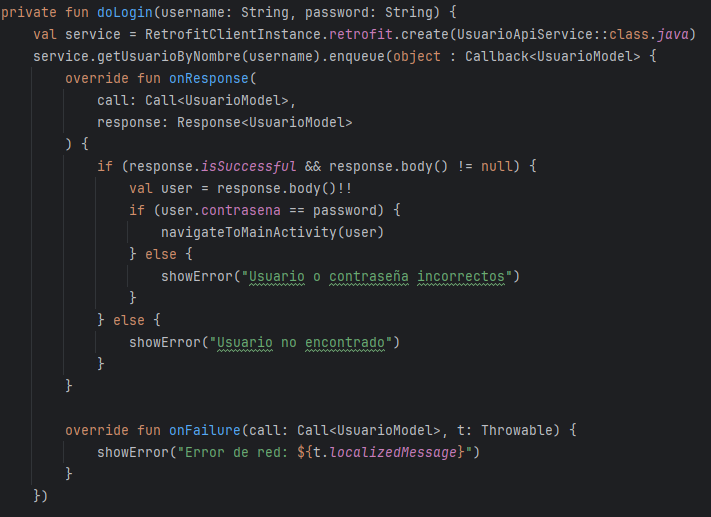 private fun doLogin(username: String, password: String) {
    val service = RetrofitClientInstance.retrofit.create(UsuarioApiService::class.java)
    service.getUsuarioByNombre(username).enqueue(object : Callback<UsuarioModel> {
        override fun onResponse(
            call: Call<UsuarioModel>,
            response: Response<UsuarioModel>
        ) {
            if (response.isSuccessful && response.body() != null) {
                val user = response.body()!!
                if (user.contrasena == password) {
                    navigateToMainActivity(user)
                } else {
                    showError("Usuario o contraseña incorrectos")
                }
            } else {
                showError("Usuario no encontrado")
            }
        }

        override fun onFailure(call: Call<UsuarioModel>, t: Throwable) {
            showError("Error de red: ${t.localizedMessage}")
        }
    })